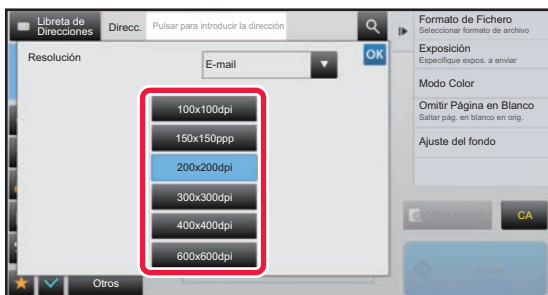 Libreta de
Direcciones
Direcc.
Pulsar para introducir la dirección
Resolución
E-mail
OK
100x100dpi
150x150ppp
200x200dpi
300x300dpi
400x400dpi
600x600dpi
Otros
Formato de Fichero
Seleccionar formato de archivo
Exposición
Especifique expos. a enviar
Modo Color
Omitir Página en Blanco
Saltar pág. en blanco en orig.
Ajuste del fondo
CA
Iniciar